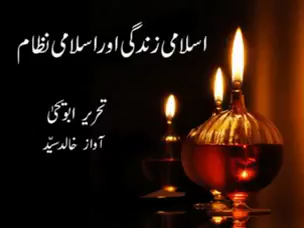 اسلامی زندگی اور اسلامی نظام
تحریر ابویحییٰ
آواز خالد سیّد